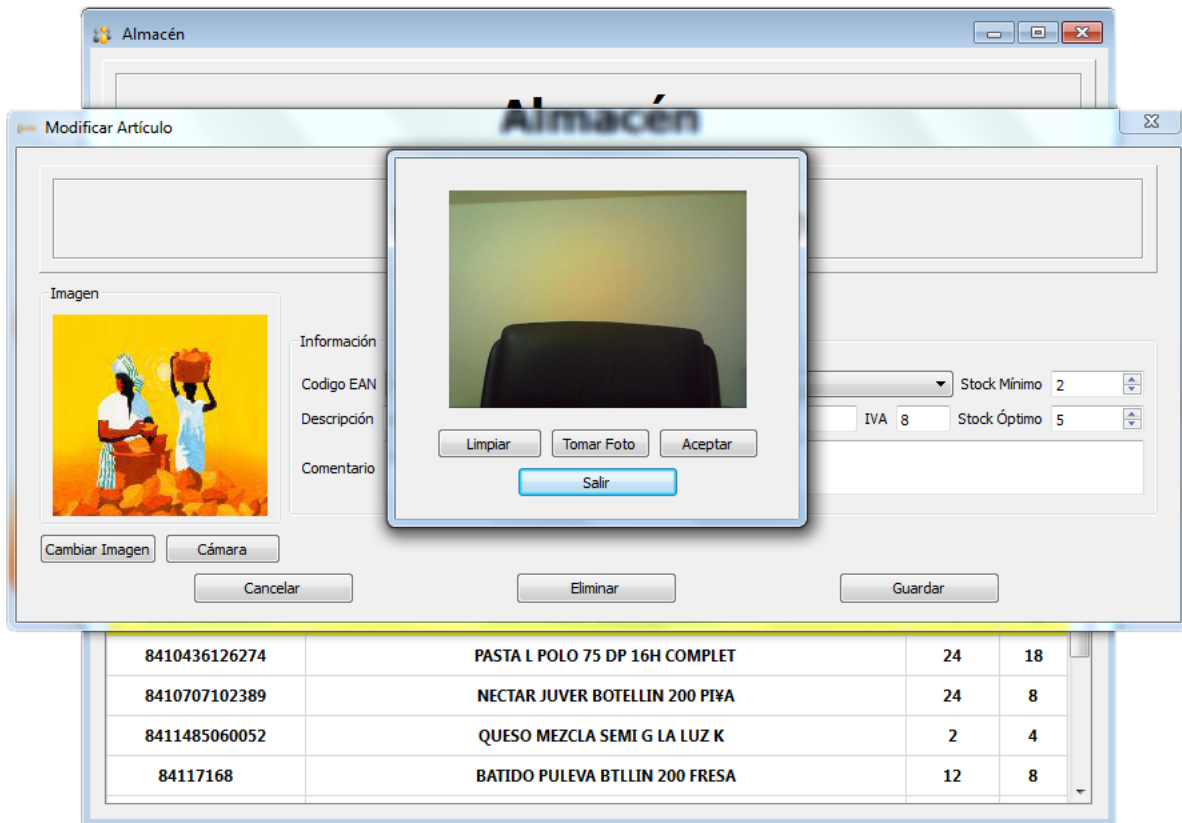 Almacén
Almacén
Modificar Artículo
Imagen
Información
Codigo EAN
Stock Mínimo 2
Descripción
IVA 8 Stock Óptimo 5
Comentario
Limpiar Tomar Foto Aceptar
Salir
Cambiar Imagen Cámara
Cancelar Eliminar Guardar
8410436126274 PASTA L POLO 75 DP 16H COMPLET 24 18
8410707102389 NECTAR JUVER BOTELLIN 200 PI¥A 24 8
8411485060052 QUESO MEZCLA SEMI G LA LUZ K 2 4
84117168 BATIDO PULEVA BTLLIN 200 FRESA 12 8